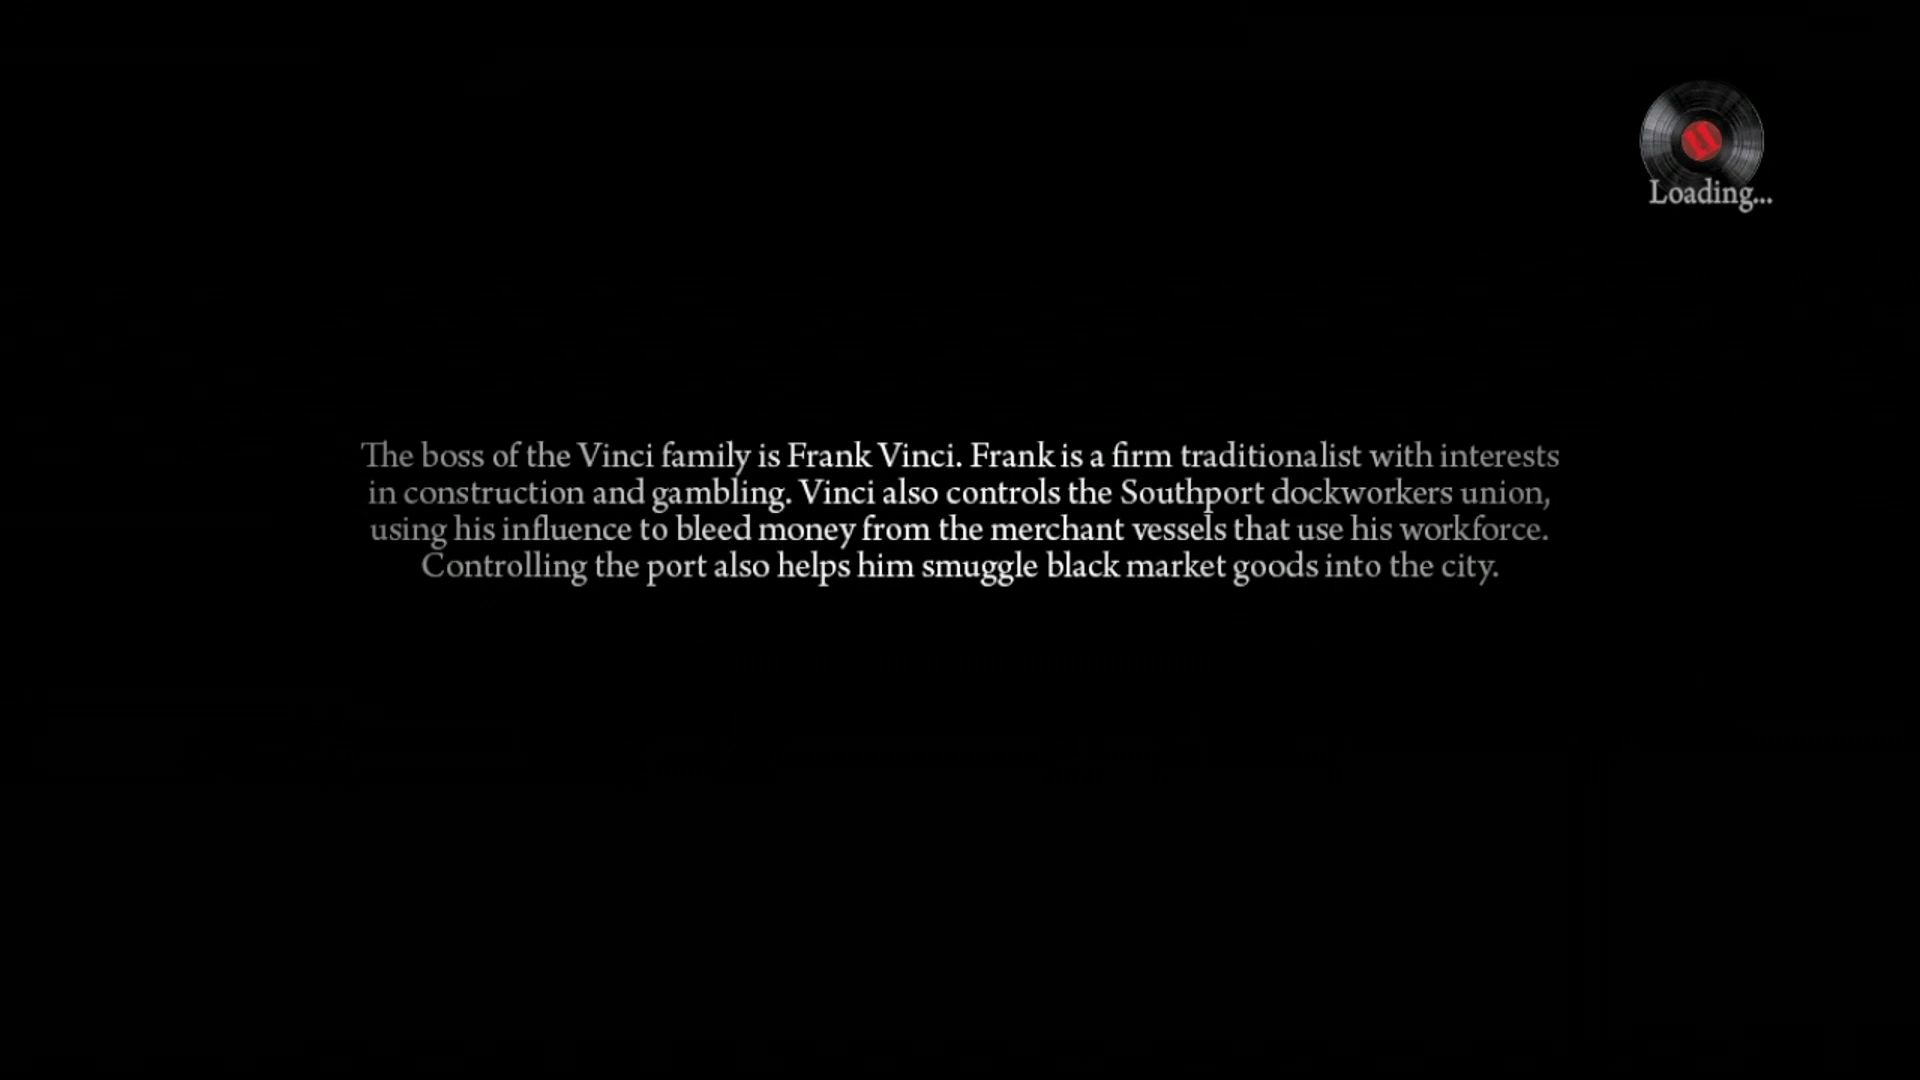 Loading...
The boss of the Vinci family is Frank Vinci. Frank is a firm traditionalist with interests
in construction and gambling. Vinci also controls the Southport dockworkers union,
using his influence to bleed money from the merchant vessels that use his workforce.
Controlling the port also helps him smuggle black market goods into the city.